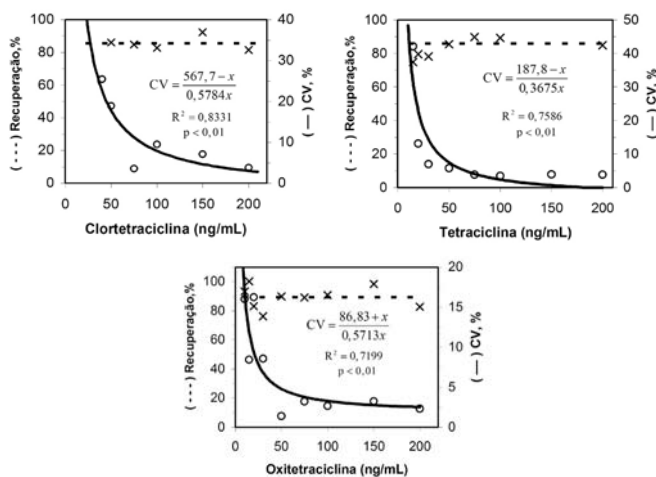 ( - - - ) Recuperação,%
100
80
60
40
20
0
CV = 567,7 − x / 0,5784x
R² = 0,8331
p < 0,01
40
35
30
25
20
15
10
5
0
( — ) CV, %
0 50 100 150 200
Clortetraciclina (ng/mL)
( - - - ) Recuperação,%
100
80
60
40
20
0
CV = 187,8 − x / 0,3675x
R² = 0,7586
p < 0,01
50
40
30
20
10
0
( — ) CV, %
0 50 100 150 200
Tetraciclina (ng/mL)
( - - - ) Recuperação,%
100
80
60
40
20
0
CV = 86,83 + x / 0,5713x
R² = 0,7199
p < 0,01
20
15
10
5
0
( — ) CV, %
0 50 100 150 200
Oxitetraciclina (ng/mL)